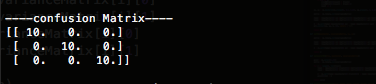 ----confusion Matrix----
[[ 10. 0. 0.]
[ 0. 10. 0.]
[ 0. 0. 10.]]